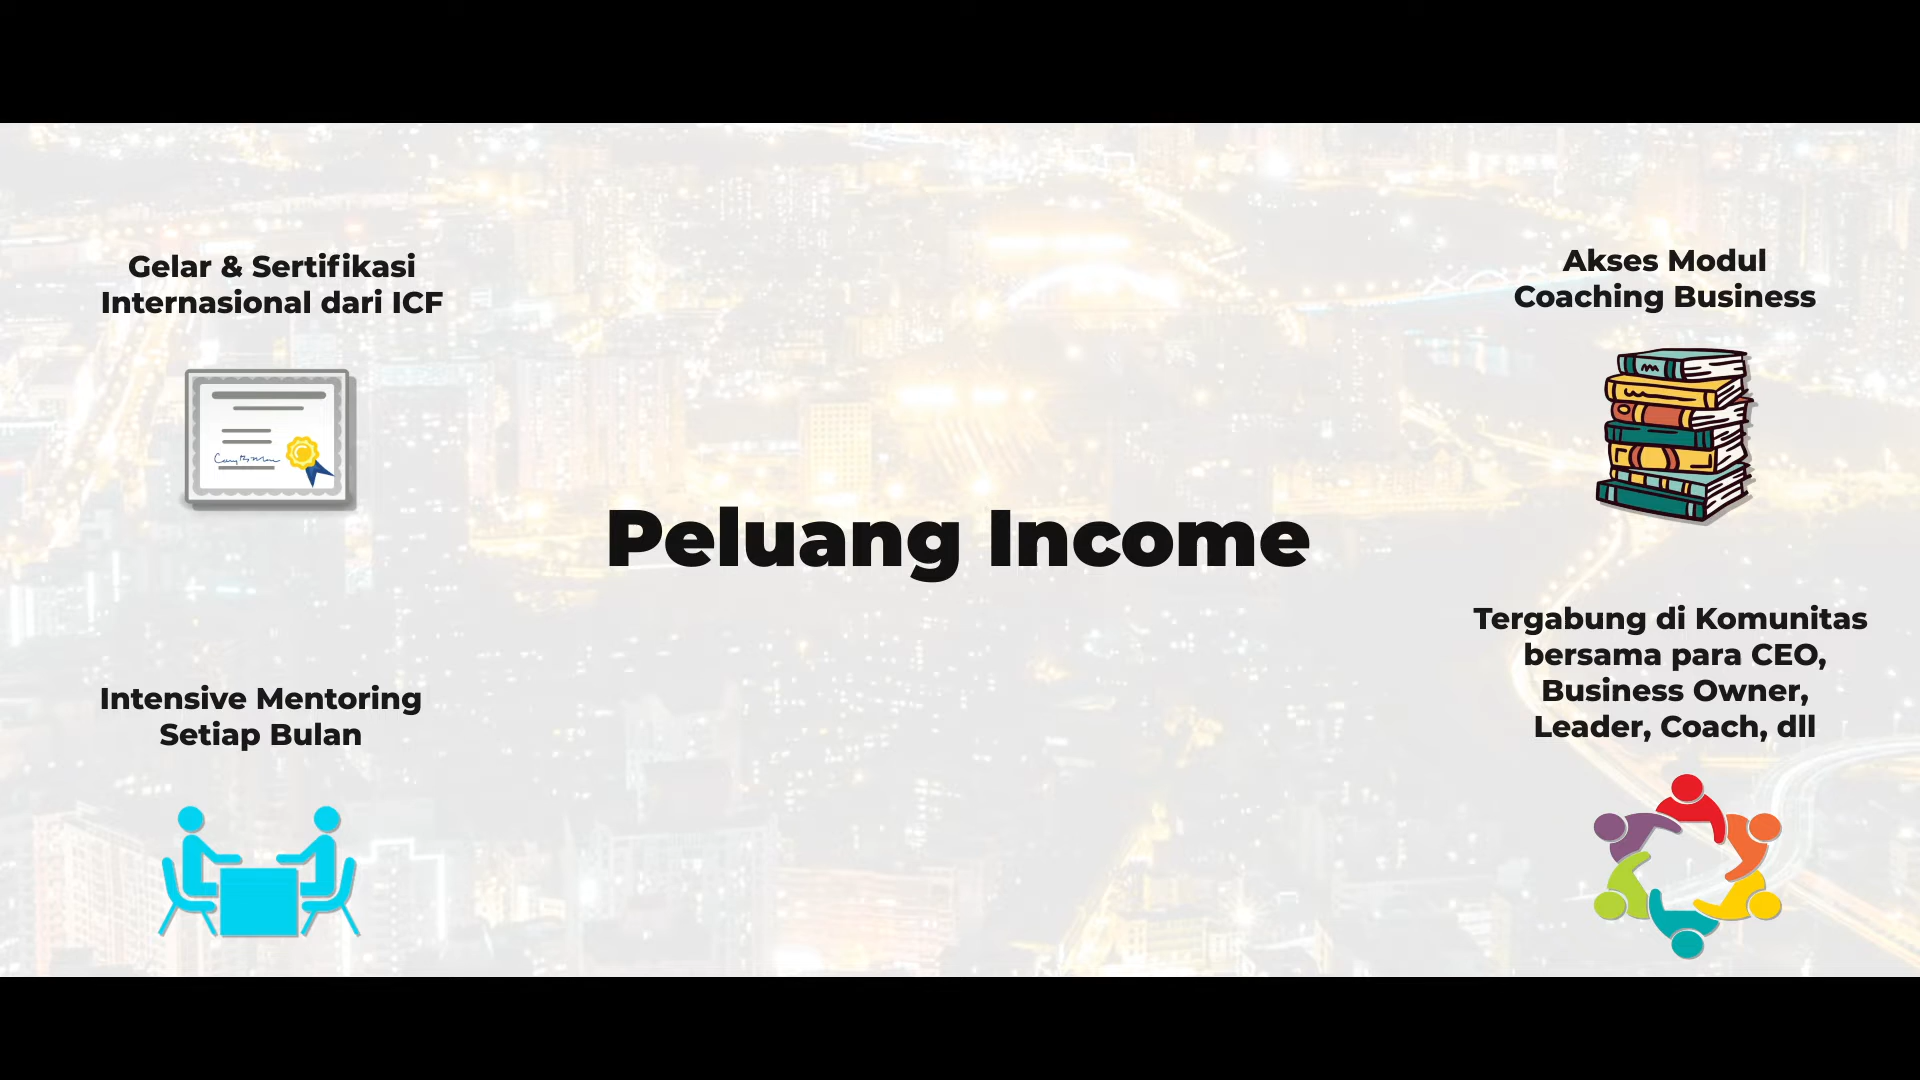 Gelar & Sertifikasi
Internasional dari ICF
Akses Modul
Coaching Business
Peluang Income
Intensive Mentoring
Setiap Bulan
Tergabung di Komunitas
bersama para CEO,
Business Owner,
Leader, Coach, dll